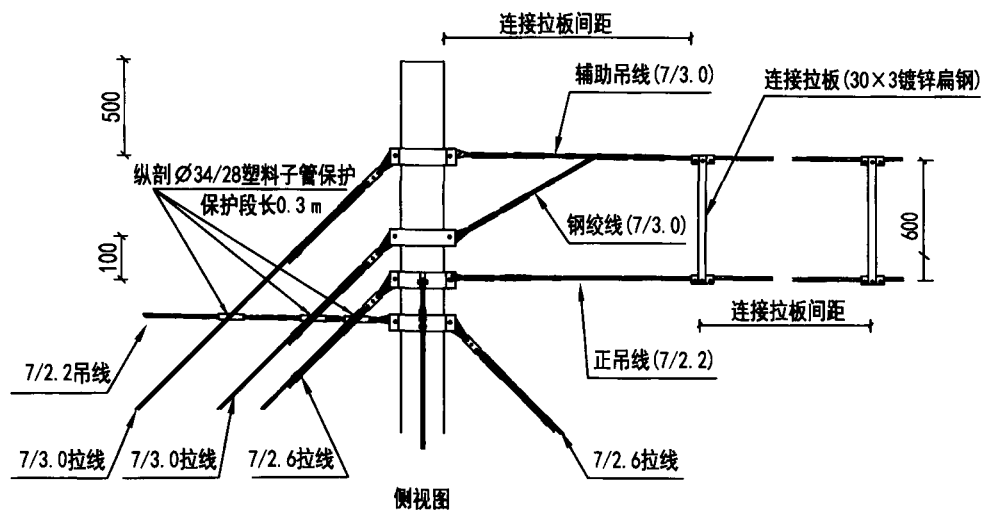 连接拉板间距
辅助吊线(7/3.0)
连接拉板(30×3镀锌扁钢)
500
纵剖Ø34/28塑料子管保护
保护段长0.3m
钢绞线(7/3.0)
600
100
连接拉板间距
7/2.2吊线
正吊线(7/2.2)
7/3.0拉线
7/3.0拉线
7/2.6拉线
7/2.6拉线
侧视图